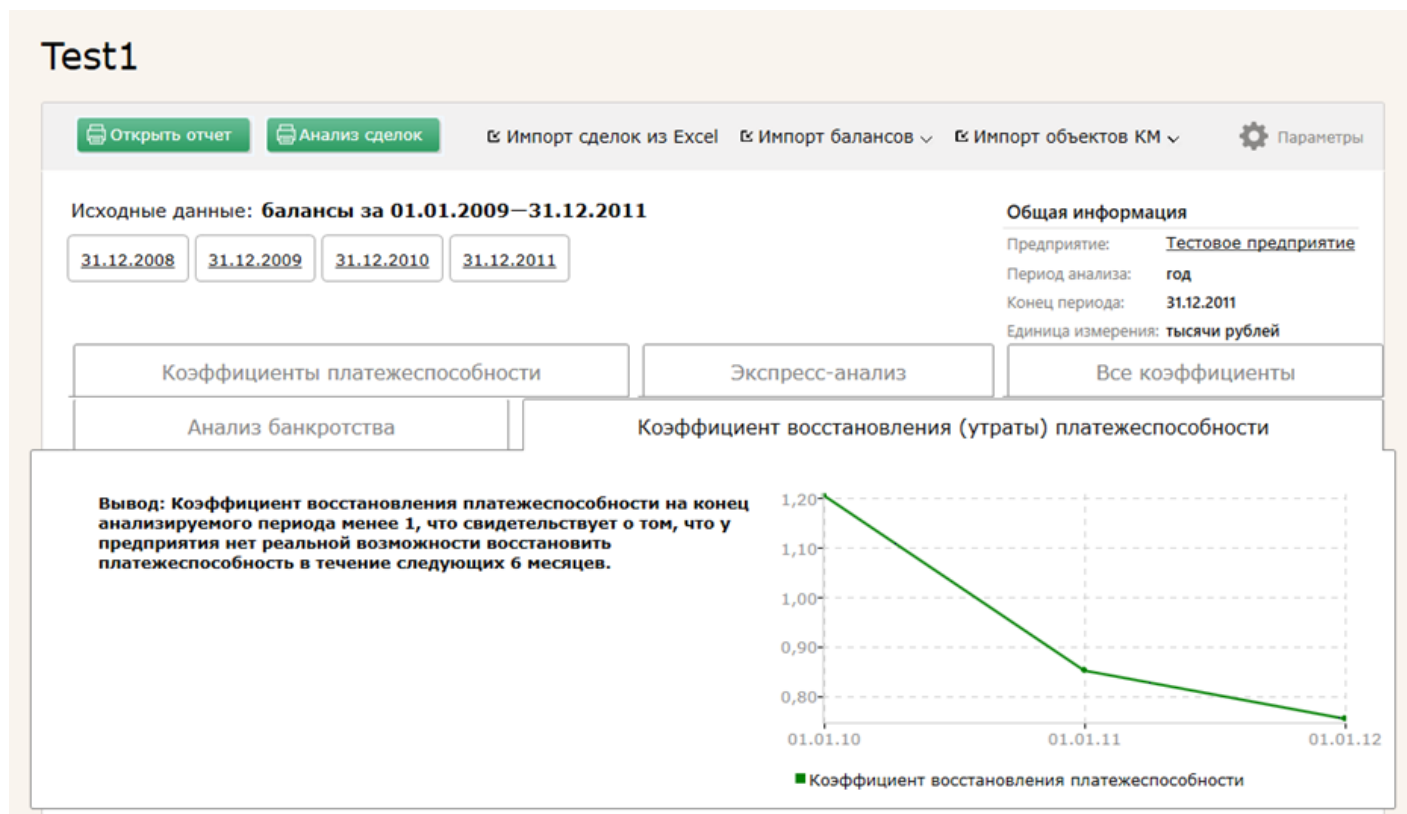 Test1
Открыть отчет
Анализ сделок
Импорт сделок из Excel
Импорт балансов
Импорт объектов КМ
Параметры
Исходные данные: балансы за 01.01.2009—31.12.2011
31.12.2008 31.12.2009 31.12.2010 31.12.2011
Общая информация
Предприятие: Тестовое предприятие
Период анализа: год
Конец периода: 31.12.2011
Единица измерения: тысячи рублей
Коэффициенты платежеспособности
Экспресс-анализ
Все коэффициенты
Анализ банкротства
Коэффициент восстановления (утраты) платежеспособности
Вывод: Коэффициент восстановления платежеспособности на конец
анализируемого периода менее 1, что свидетельствует о том, что у
предприятия нет реальной возможности восстановить
платежеспособность в течение следующих 6 месяцев.
1,20
1,10
1,00
0,90
0,80
01.01.10 01.01.11 01.01.12
Коэффициент восстановления платежеспособности